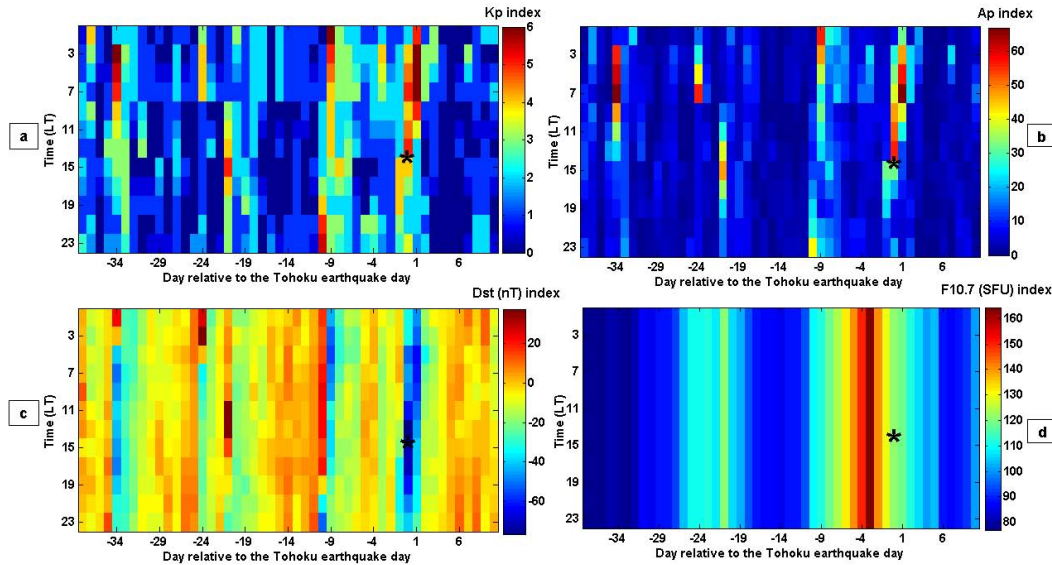 Kp index
a
Time (LT)
3
7
11
15
19
23
-34 -29 -24 -19 -14 -9 -4 1 6
Day relative to the Tohoku earthquake day
6
5
4
3
2
1
0
Ap index
b
Time (LT)
3
7
11
15
19
23
-34 -29 -24 -19 -14 -9 -4 1 6
Day relative to the Tohoku earthquake day
60
50
40
30
20
10
0
Dst (nT) index
c
Time (LT)
3
7
11
15
19
23
-34 -29 -24 -19 -14 -9 -4 1 6
Day relative to the Tohoku earthquake day
20
0
-20
-40
-60
F10.7 (SFU) index
d
Time (LT)
3
7
11
15
19
23
-34 -29 -24 -19 -14 -9 -4 1 6
Day relative to the Tohoku earthquake day
160
150
140
130
120
110
100
90
80